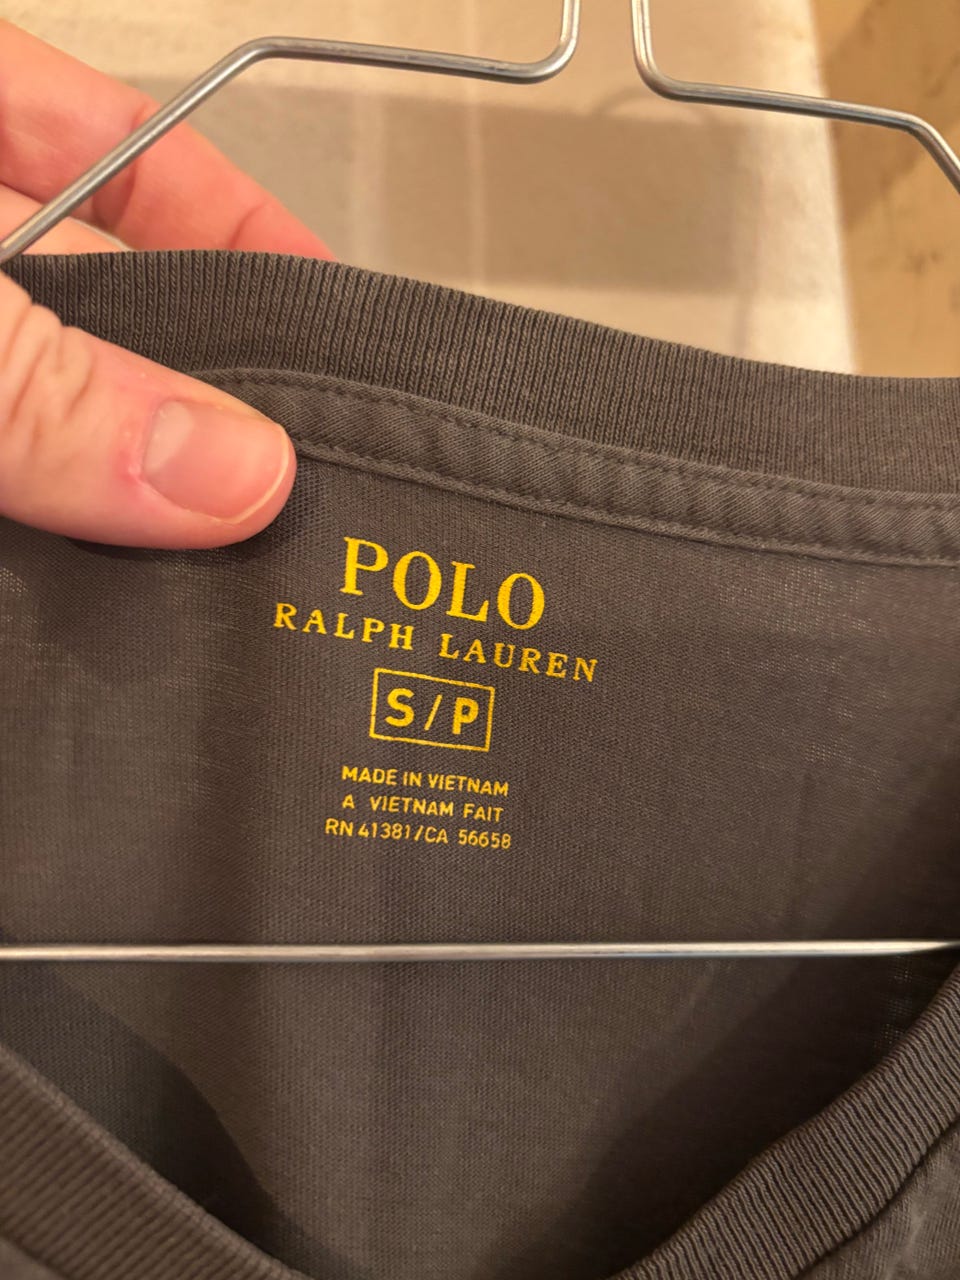 POLO
RALPH LAUREN
S/P
MADE IN VIETNAM
A VIETNAM FAIT
RN 41381/CA 56658